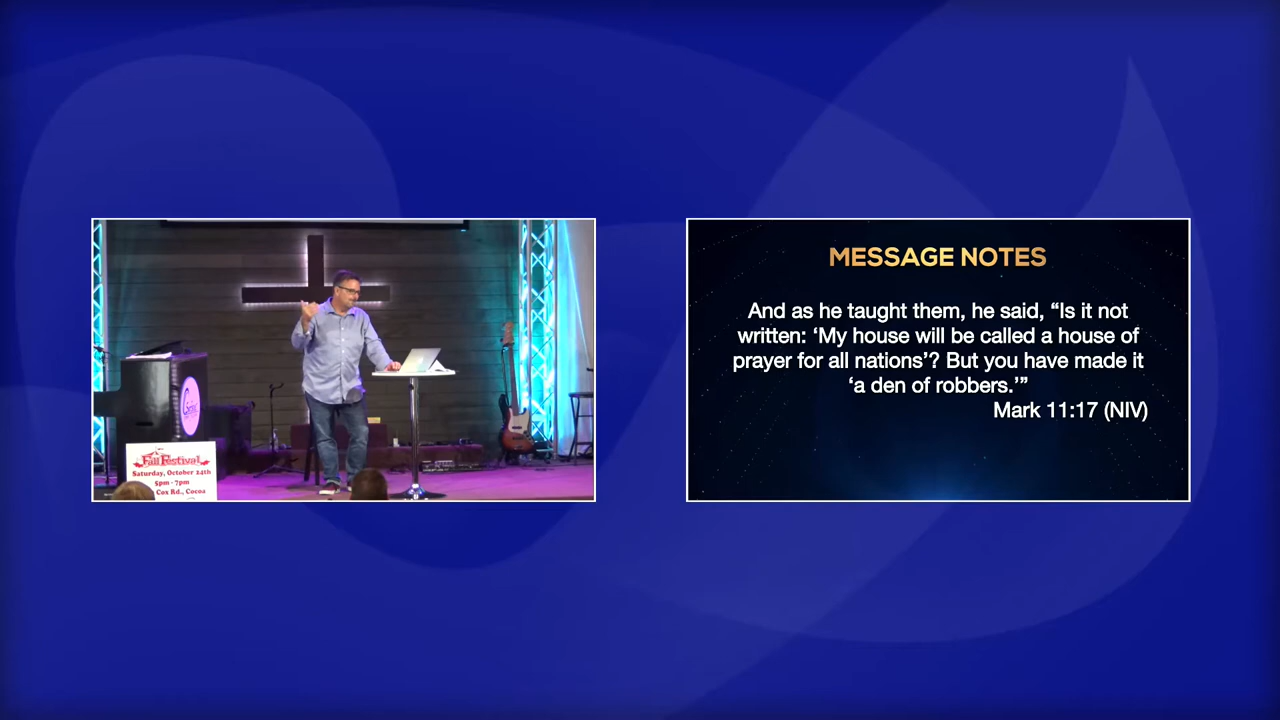 Fall Festival
Saturday, October 24th
5pm - 7pm
Cox Rd., Cocoa
MESSAGE NOTES
And as he taught them, he said, “Is it not
written: ‘My house will be called a house of
prayer for all nations’? But you have made it
‘a den of robbers.’”
Mark 11:17 (NIV)